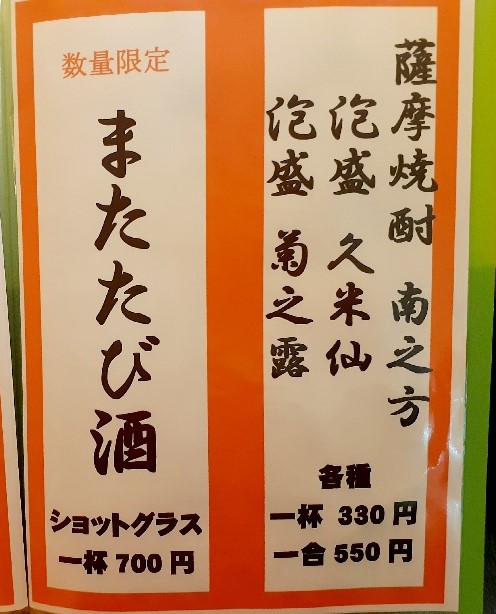 薩摩焼酎 南之方
泡盛 久米仙
泡盛 菊之露
各種
一杯 330円
一合 550円
数量限定
またたび酒
ショットグラス
一杯 700円